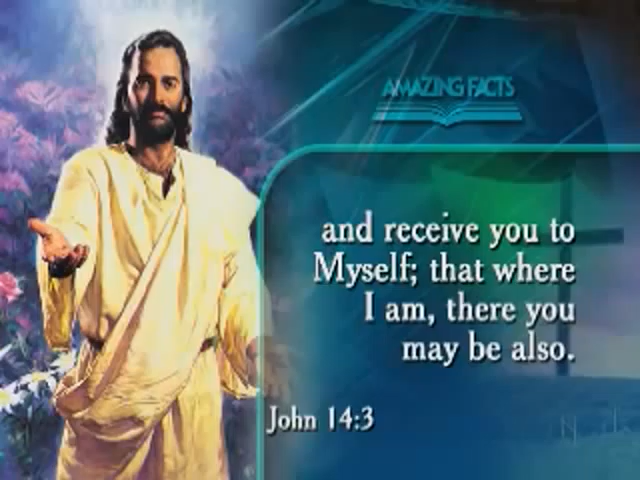 AMAZING FACTS
and receive you to
Myself; that where
I am, there you
may be also.
John 14:3